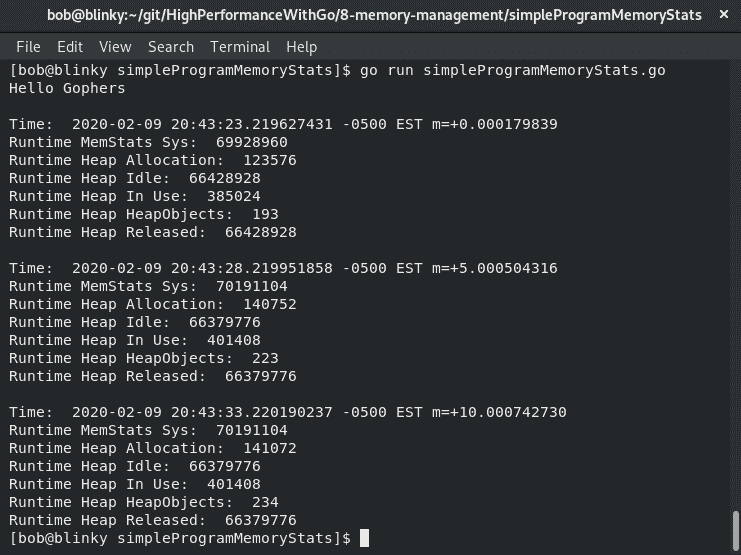 bob@blinky:~/git/HighPerformanceWithGo/8-memory-management/simpleProgramMemoryStats ×
File Edit View Search Terminal Help
[bob@blinky simpleProgramMemoryStats]$ go run simpleProgramMemoryStats.go
Hello Gophers
Time:  2020-02-09 20:43:23.219627431 -0500 EST m=+0.000179839
Runtime MemStats Sys:  69928960
Runtime Heap Allocation:  123576
Runtime Heap Idle:  66428928
Runtime Heap In Use:  385024
Runtime Heap HeapObjects:  193
Runtime Heap Released:  66428928
Time:  2020-02-09 20:43:28.219951858 -0500 EST m=+5.000504316
Runtime MemStats Sys:  70191104
Runtime Heap Allocation:  140752
Runtime Heap Idle:  66379776
Runtime Heap In Use:  401408
Runtime Heap HeapObjects:  223
Runtime Heap Released:  66379776
Time:  2020-02-09 20:43:33.220190237 -0500 EST m=+10.000742730
Runtime MemStats Sys:  70191104
Runtime Heap Allocation:  141072
Runtime Heap Idle:  66379776
Runtime Heap In Use:  401408
Runtime Heap HeapObjects:  234
Runtime Heap Released:  66379776
[bob@blinky simpleProgramMemoryStats]$